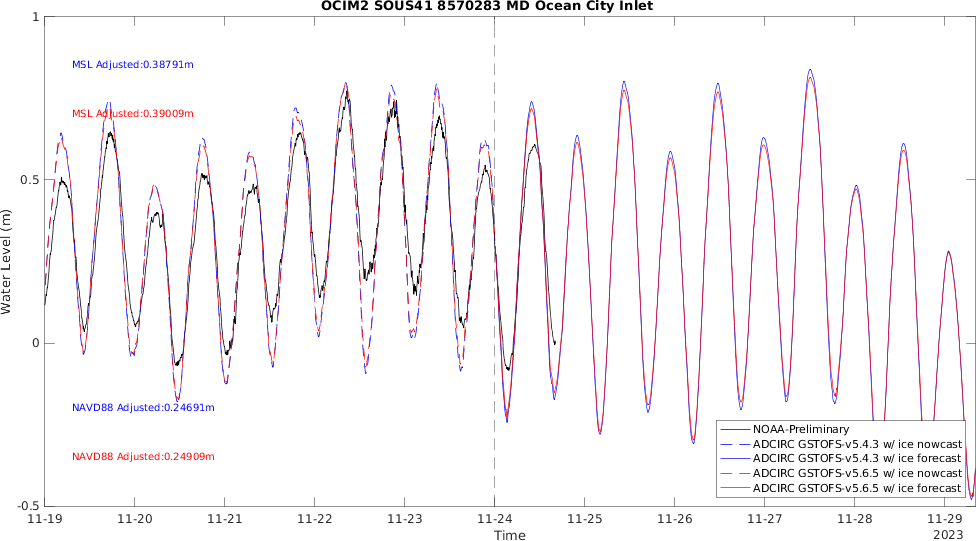 OCIM2 SOUS41 8570283 MD Ocean City Inlet
1
MSL Adjusted:0.38791m
MSL Adjusted:0.39009m
0.5
Water Level (m)
0
NAVD88 Adjusted:0.24691m
NAVD88 Adjusted:0.24909m
NOAA-Preliminary
ADCIRC GSTOFS-v5.4.3 w/ ice nowcast
ADCIRC GSTOFS-v5.4.3 w/ ice forecast
ADCIRC GSTOFS-v5.6.5 w/ ice nowcast
ADCIRC GSTOFS-v5.6.5 w/ ice forecast
-0.5
11-19 11-20 11-21 11-22 11-23 11-24 11-25 11-26 11-27 11-28 11-29
2023
Time